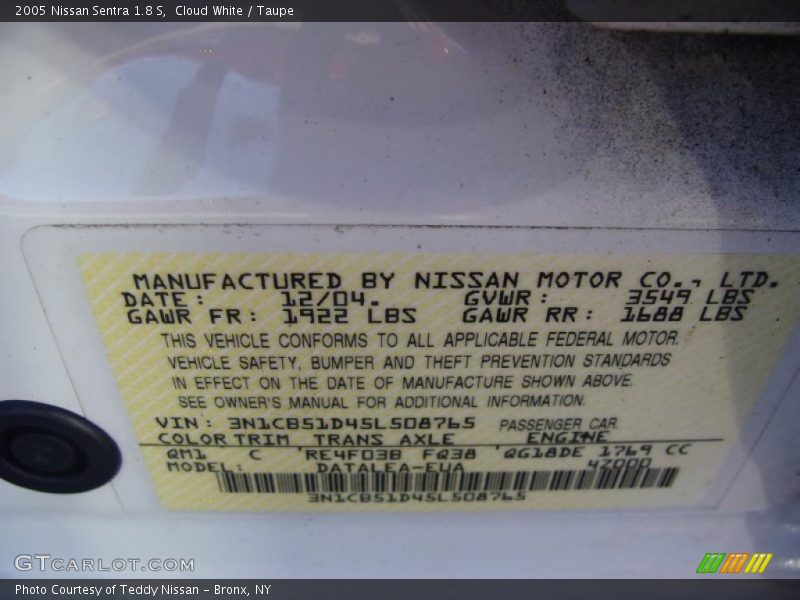 2005 Nissan Sentra 1.8 S, Cloud White / Taupe
MANUFACTURED BY NISSAN MOTOR CO., LTD.
DATE: 12/04. GVWR: 3549 LBS
GAWR FR: 1922 LBS GAWR RR: 1688 LBS
THIS VEHICLE CONFORMS TO ALL APPLICABLE FEDERAL MOTOR.
VEHICLE SAFETY, BUMPER AND THEFT PREVENTION STANDARDS
IN EFFECT ON THE DATE OF MANUFACTURE SHOWN ABOVE.
SEE OWNER'S MANUAL FOR ADDITIONAL INFORMATION.
VIN: 3N1CB51D45L508765 PASSENGER CAR
COLOR TRIM TRANS AXLE ENGINE
QM1 C RE4F03B FQ38 QG18DE 1769 CC
MODEL: DATALEA-EUA 42000
3N1CB51D45L508765
GTCARLOT.COM
Photo Courtesy of Teddy Nissan - Bronx, NY